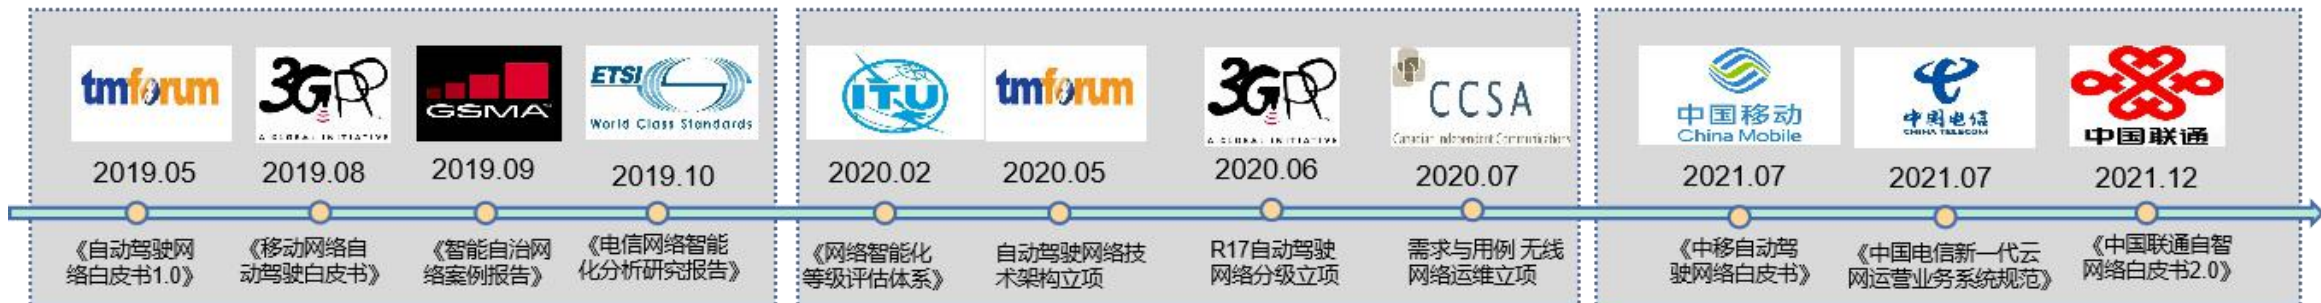 tmforum
3GPP
A GLOBAL INITIATIVE
GSMA™
ETSI
World Class Standards
ITU
tmforum
3GPP
A GLOBAL INITIATIVE
CCSA
Canadian Independent Communications
中国移动
China Mobile
中国电信
CHINA TELECOM
中国联通
2019.05
2019.08
2019.09
2019.10
2020.02
2020.05
2020.06
2020.07
2021.07
2021.07
2021.12
《自动驾驶网
络白皮书1.0》
《移动网络自
动驾驶白皮书》
《智能自治网
络案例报告》
《电信网络智能
化分析研究报告》
《网络智能化
等级评估体系》
自动驾驶网络技
术架构立项
R17自动驾驶
网络分级立项
需求与用例 无线
网络运维立项
《中移自动驾
驶网络白皮书》
《中国电信新一代云
网运营业务系统规范》
《中国联通自智
网络白皮书2.0》